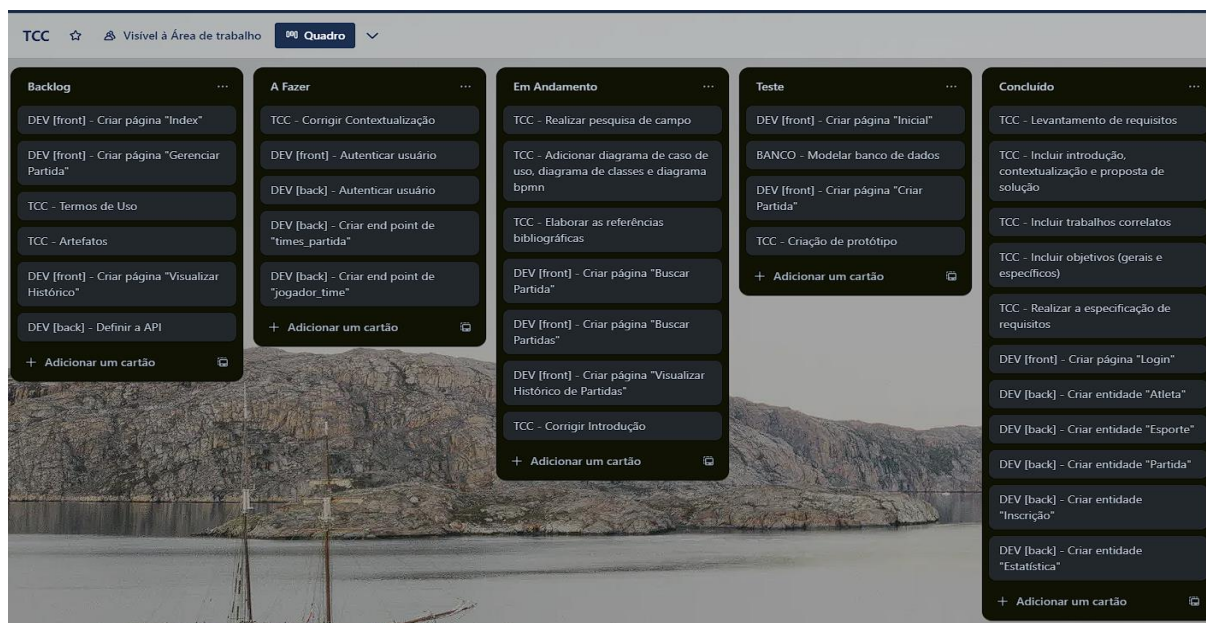 TCC
Visível à Área de trabalho
Quadro
Backlog
DEV [front] - Criar página "Index"
DEV [front] - Criar página "Gerenciar
Partida"
TCC - Termos de Uso
TCC - Artefatos
DEV [front] - Criar página "Visualizar
Histórico"
DEV [back] - Definir a API
+ Adicionar um cartão
A Fazer
TCC - Corrigir Contextualização
DEV [front] - Autenticar usuário
DEV [back] - Autenticar usuário
DEV [back] - Criar end point de
"times_partida"
DEV [back] - Criar end point de
"jogador_time"
+ Adicionar um cartão
Em Andamento
TCC - Realizar pesquisa de campo
TCC - Adicionar diagrama de caso de
uso, diagrama de classes e diagrama
bpmn
TCC - Elaborar as referências
bibliográficas
DEV [front] - Criar página "Buscar
Partida"
DEV [front] - Criar página "Buscar
Partidas"
DEV [front] - Criar página "Visualizar
Histórico de Partidas"
TCC - Corrigir Introdução
+ Adicionar um cartão
Teste
DEV [front] - Criar página "Inicial"
BANCO - Modelar banco de dados
DEV [front] - Criar página "Criar
Partida"
TCC - Criação de protótipo
+ Adicionar um cartão
Concluído
TCC - Levantamento de requisitos
TCC - Incluir introdução,
contextualização e proposta de
solução
TCC - Incluir trabalhos correlatos
TCC - Incluir objetivos (gerais e
específicos)
TCC - Realizar a especificação de
requisitos
DEV [front] - Criar página "Login"
DEV [back] - Criar entidade "Atleta"
DEV [back] - Criar entidade "Esporte"
DEV [back] - Criar entidade "Partida"
DEV [back] - Criar entidade
"Inscrição"
DEV [back] - Criar entidade
"Estatística"
+ Adicionar um cartão